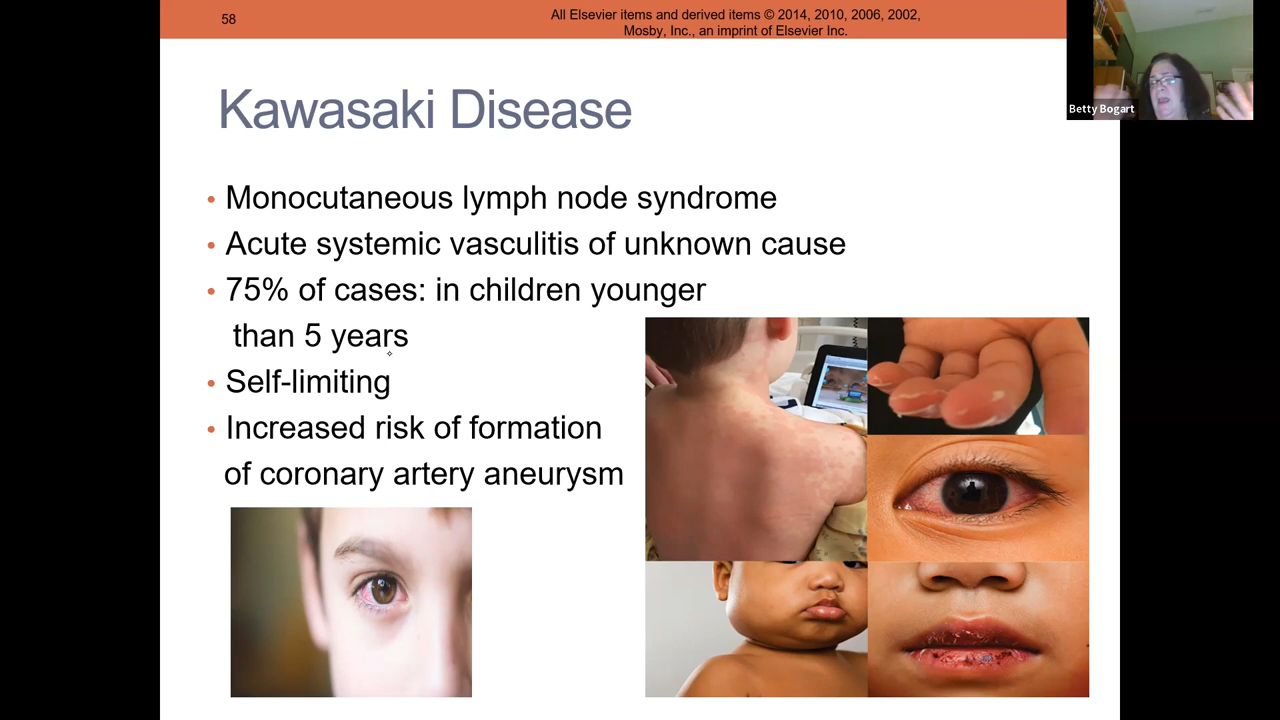 58
All Elsevier items and derived items © 2014, 2010, 2006, 2002,
Mosby, Inc., an imprint of Elsevier Inc.
Betty Bogart
Kawasaki Disease
• Monocutaneous lymph node syndrome
• Acute systemic vasculitis of unknown cause
• 75% of cases: in children younger
than 5 years
• Self-limiting
• Increased risk of formation
of coronary artery aneurysm